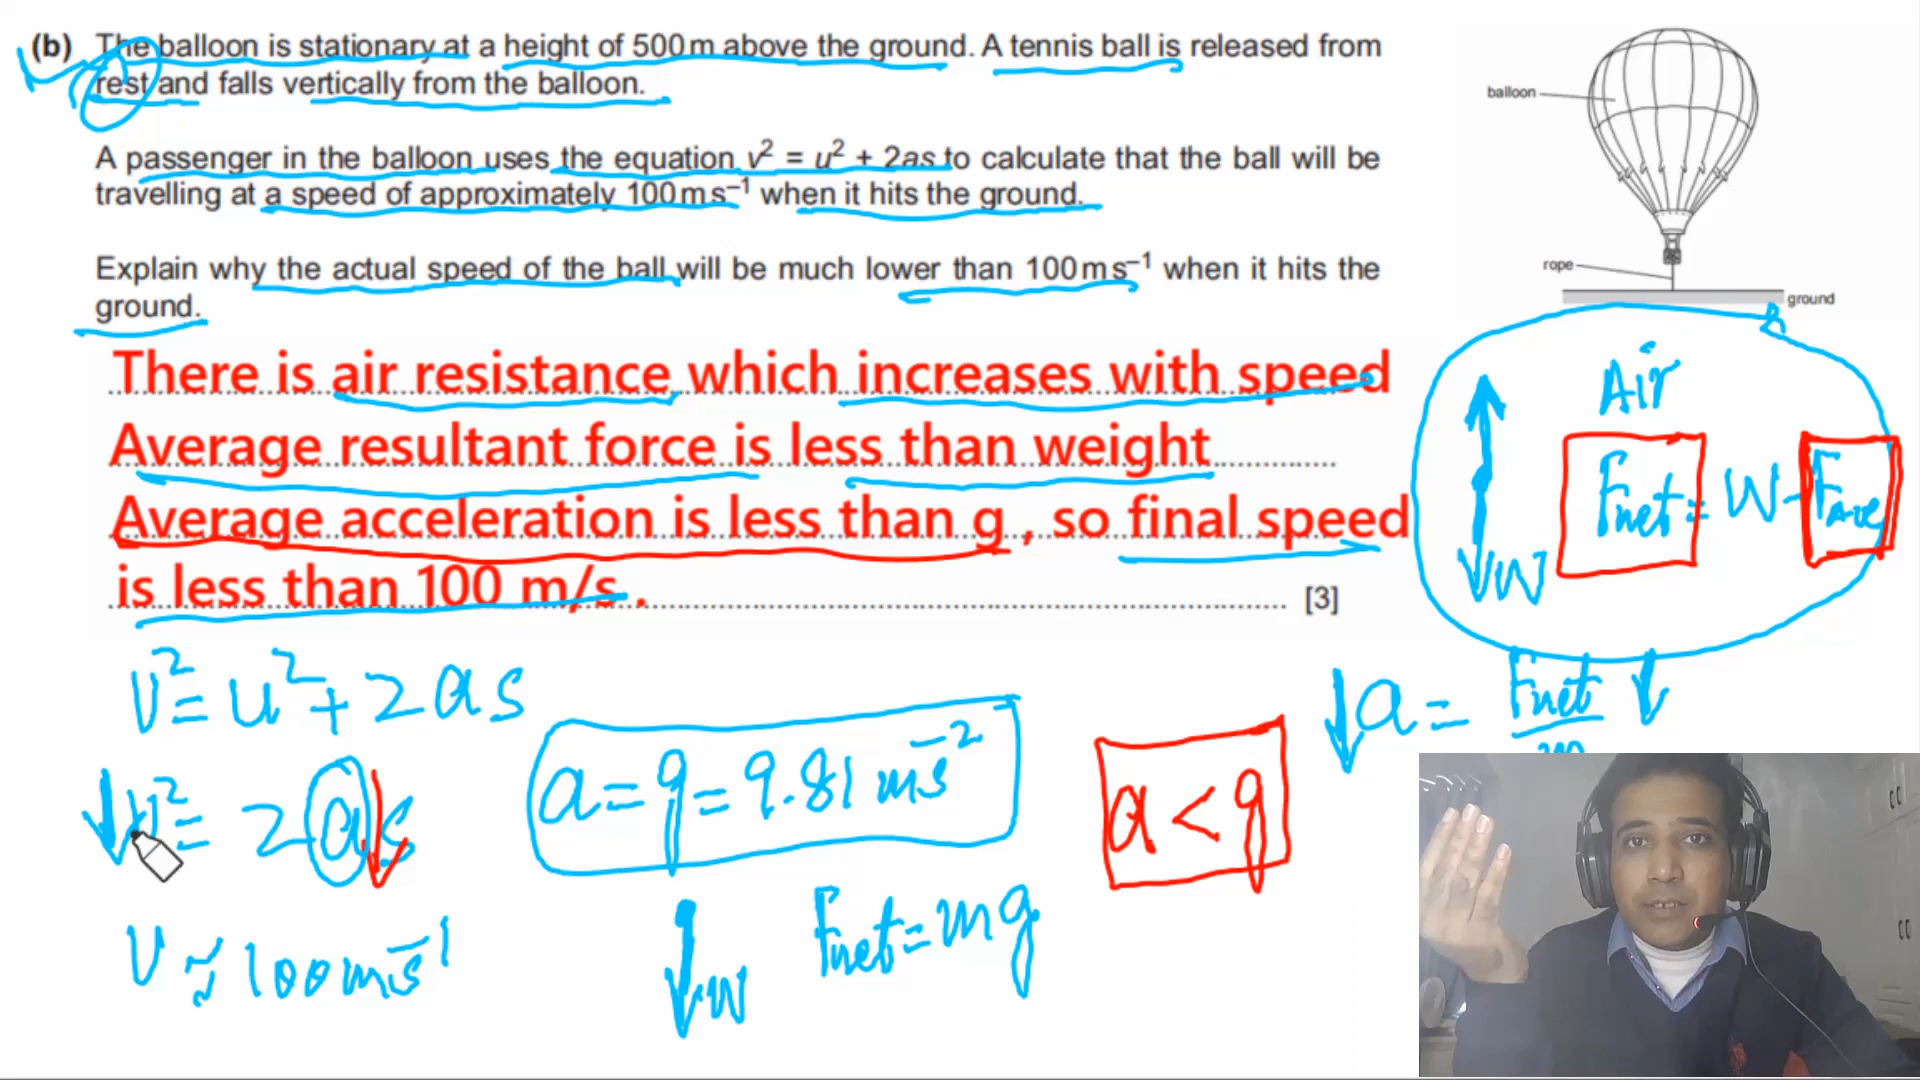 (b) The balloon is stationary at a height of 500 m above the ground. A tennis ball is released from
rest and falls vertically from the balloon.
A passenger in the balloon uses the equation v² = u² + 2as to calculate that the ball will be
travelling at a speed of approximately 100 m s⁻¹ when it hits the ground.
Explain why the actual speed of the ball will be much lower than 100 m s⁻¹ when it hits the
ground.
balloon
rope
ground
There is air resistance which increases with speed
Average resultant force is less than weight
Average acceleration is less than g , so final speed
is less than 100 m/s .
[3]
Air
Fnet = W -
W
V² = u² + 2as
V² = 2as
V ≈ 100 ms⁻¹
a = g = 9.81 ms⁻²
W
Fnet = mg
a < g
a = Fnet
m